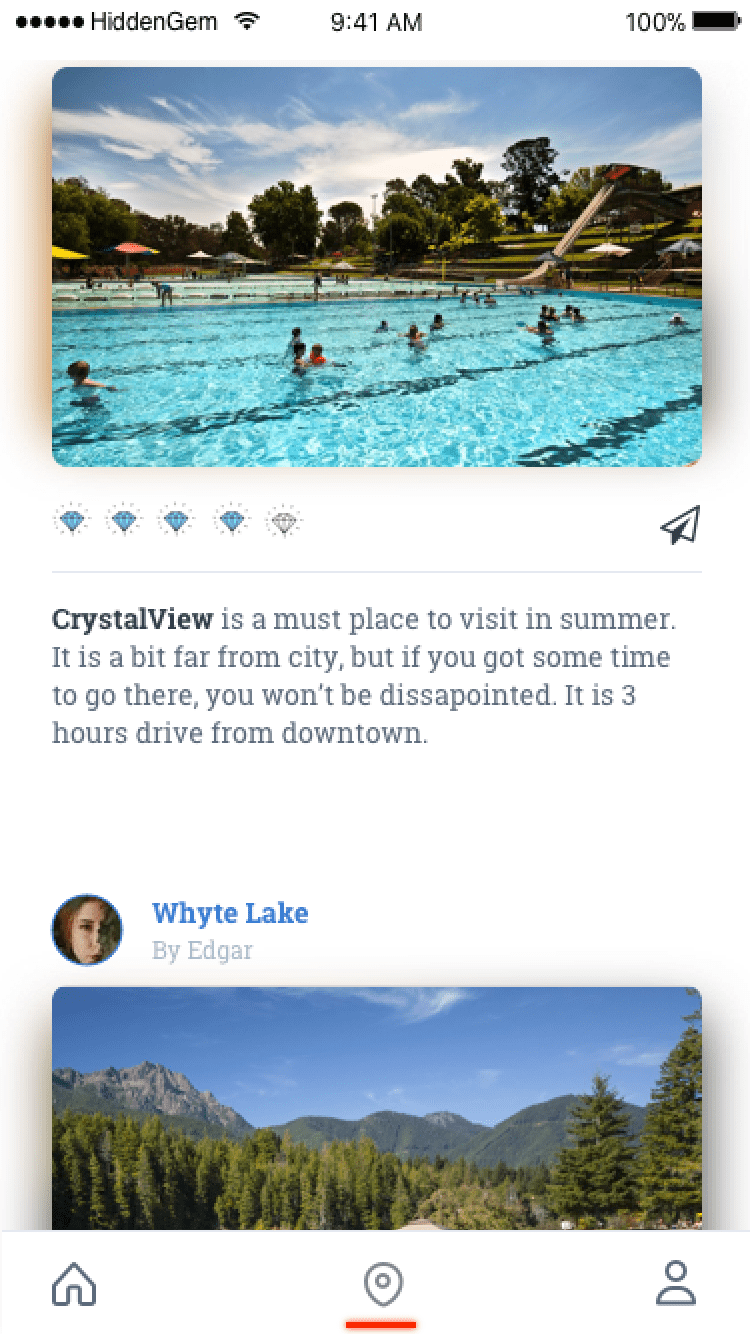 HiddenGem 9:41 AM 100%
CrystalView is a must place to visit in summer.
It is a bit far from city, but if you got some time
to go there, you won’t be dissapointed. It is 3
hours drive from downtown.
Whyte Lake
By Edgar